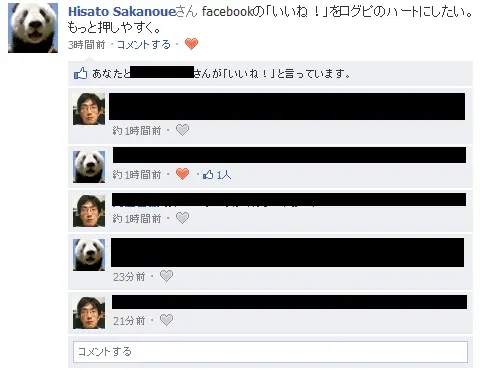 Hisato Sakanoueさん facebookの「いいね！」をログピのハートにしたい。
もっと押しやすく。
3時間前・コメントする・
あなたと さんが「いいね！」と言っています。
約1時間前・
約1時間前・ ・1人
約1時間前・
23分前・
21分前・
コメントする